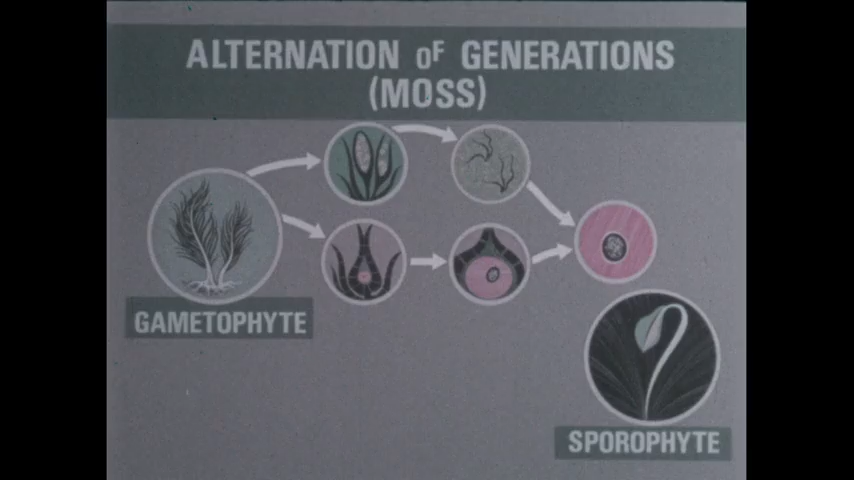 ALTERNATION OF GENERATIONS
(MOSS)
GAMETOPHYTE
SPOROPHYTE